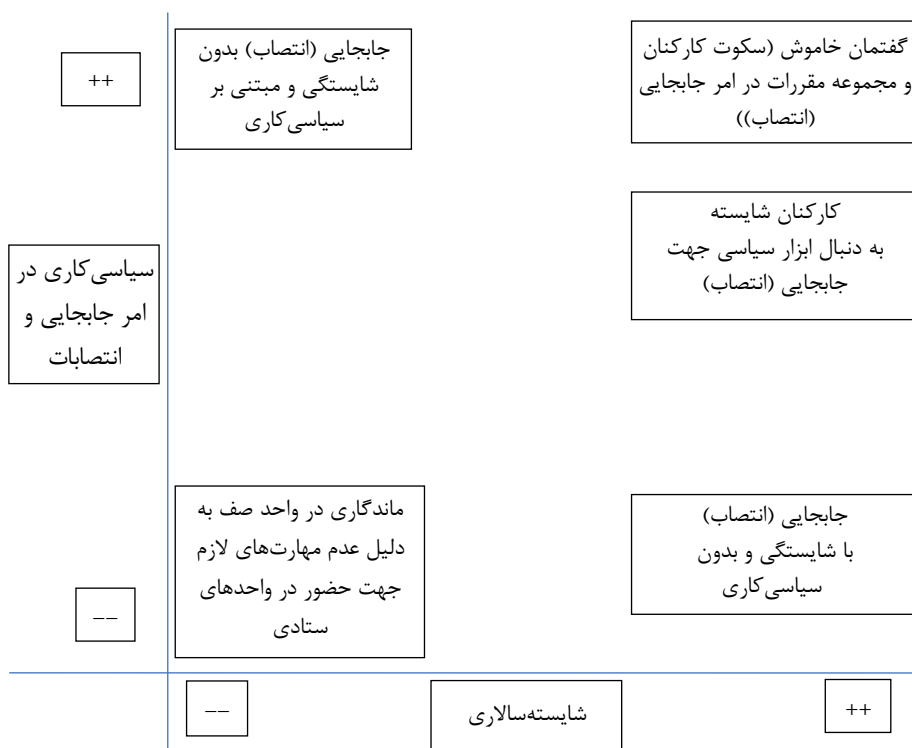 ++
جابجایی (انتصاب) بدون
شایستگی و مبتنی بر
سیاسی‌کاری
گفتمان خاموش (سکوت کارکنان
و مجموعه مقررات در امر جابجایی
(انتصاب))
کارکنان شایسته
به دنبال ابزار سیاسی جهت
جابجایی (انتصاب)
سیاسی‌کاری در
امر جابجایی و
انتصابات
ماندگاری در واحد صف به
دلیل عدم مهارت‌های لازم
جهت حضور در واحدهای
ستادی
جابجایی (انتصاب)
با شایستگی و بدون
سیاسی‌کاری
−−
−−
شایسته‌سالاری
++